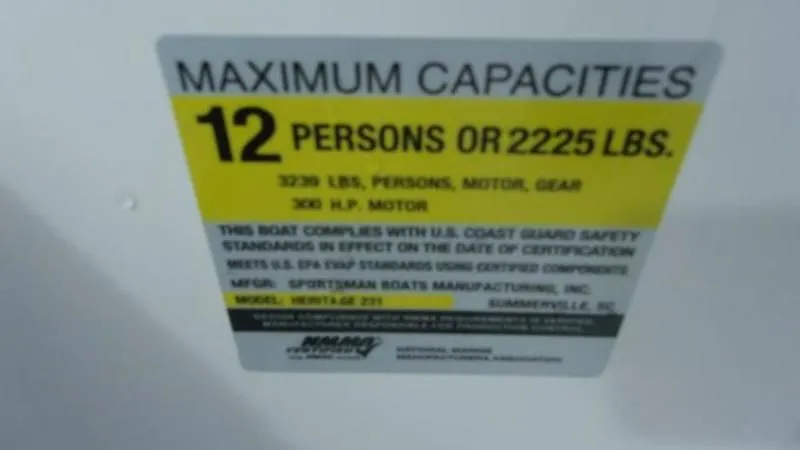 MAXIMUM CAPACITIES
12 PERSONS OR 2225 LBS.
3239 LBS, PERSONS, MOTOR, GEAR
300 H.P. MOTOR
THIS BOAT COMPLIES WITH U.S. COAST GUARD SAFETY
STANDARDS IN EFFECT ON THE DATE OF CERTIFICATION
MEETS U.S. EPA EVAP STANDARDS USING CERTIFIED COMPONENTS
MFGR: SPORTSMAN BOATS MANUFACTURING, INC.
MODEL: HERITAGE 231 SUMMERVILLE, SC
NMMA
CERTIFIED
NATIONAL MARINE
MANUFACTURERS ASSOCIATION